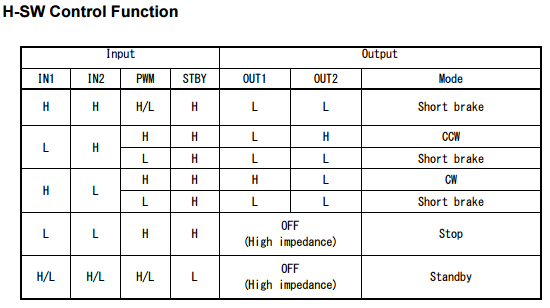 H-SW Control Function
Input Output
IN1 IN2 PWM STBY OUT1 OUT2 Mode
H H H/L H L L Short brake
L H H H L H CCW
L H L L Short brake
H L H H H L CW
L H L L Short brake
L L H H OFF
(High impedance) Stop
H/L H/L H/L L OFF
(High impedance) Standby